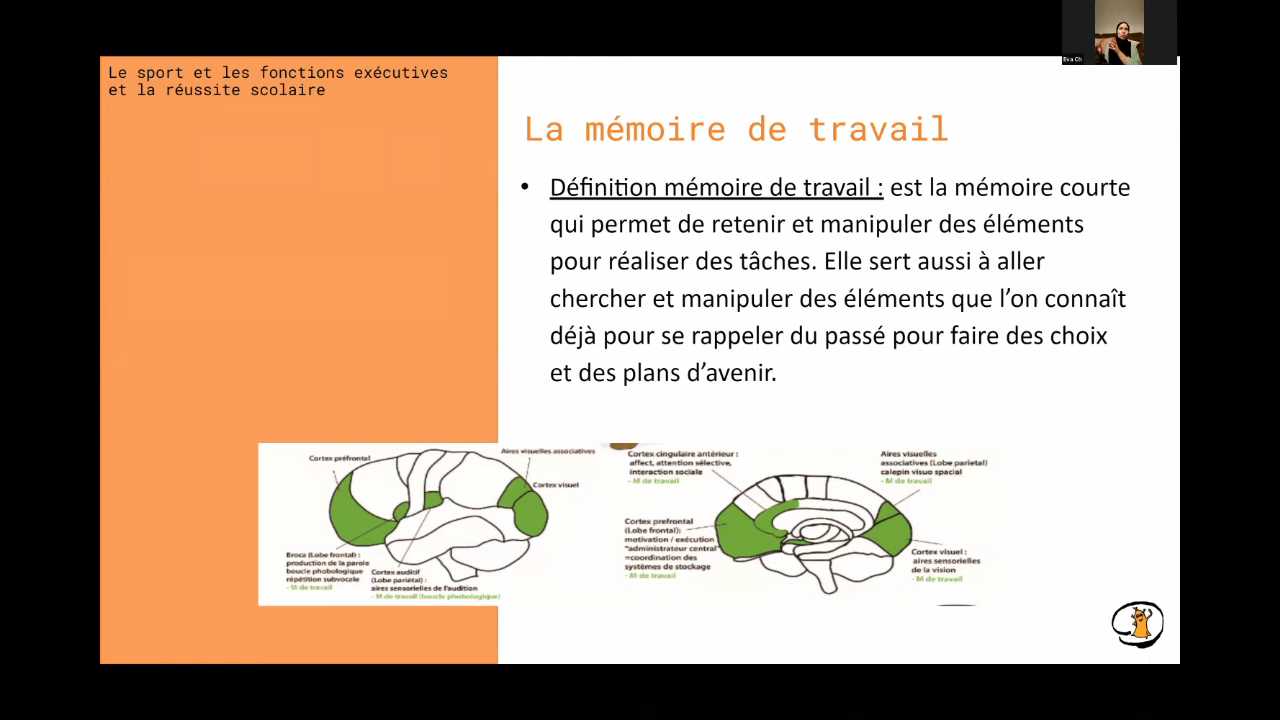 Eva Ch
Le sport et les fonctions exécutives
et la réussite scolaire
La mémoire de travail
• Définition mémoire de travail : est la mémoire courte
qui permet de retenir et manipuler des éléments
pour réaliser des tâches. Elle sert aussi à aller
chercher et manipuler des éléments que l’on connaît
déjà pour se rappeler du passé pour faire des choix
et des plans d’avenir.
Cortex préfrontal
Aires visuelles associatives
Cortex visuel
Broca (Lobe frontal) :
production de la parole
boucle phobologique
répétition subvocale
- M de travail
Cortex auditif
(Lobe pariétal) :
aires sensorielles de l'audition
- M de travail (boucle phobologique)
Cortex cingulaire antérieur :
affect, attention sélective,
interaction sociale
- M de travail
Aires visuelles
associatives (Lobe parietal)
calepin visuo spacial
- M de travail
Cortex prefrontal
(Lobe frontal):
motivation / exécution
"administrateur central"
=coordination des
systèmes de stockage
- M de travail
Cortex visuel :
aires sensorielles
de la vision
- M de travail